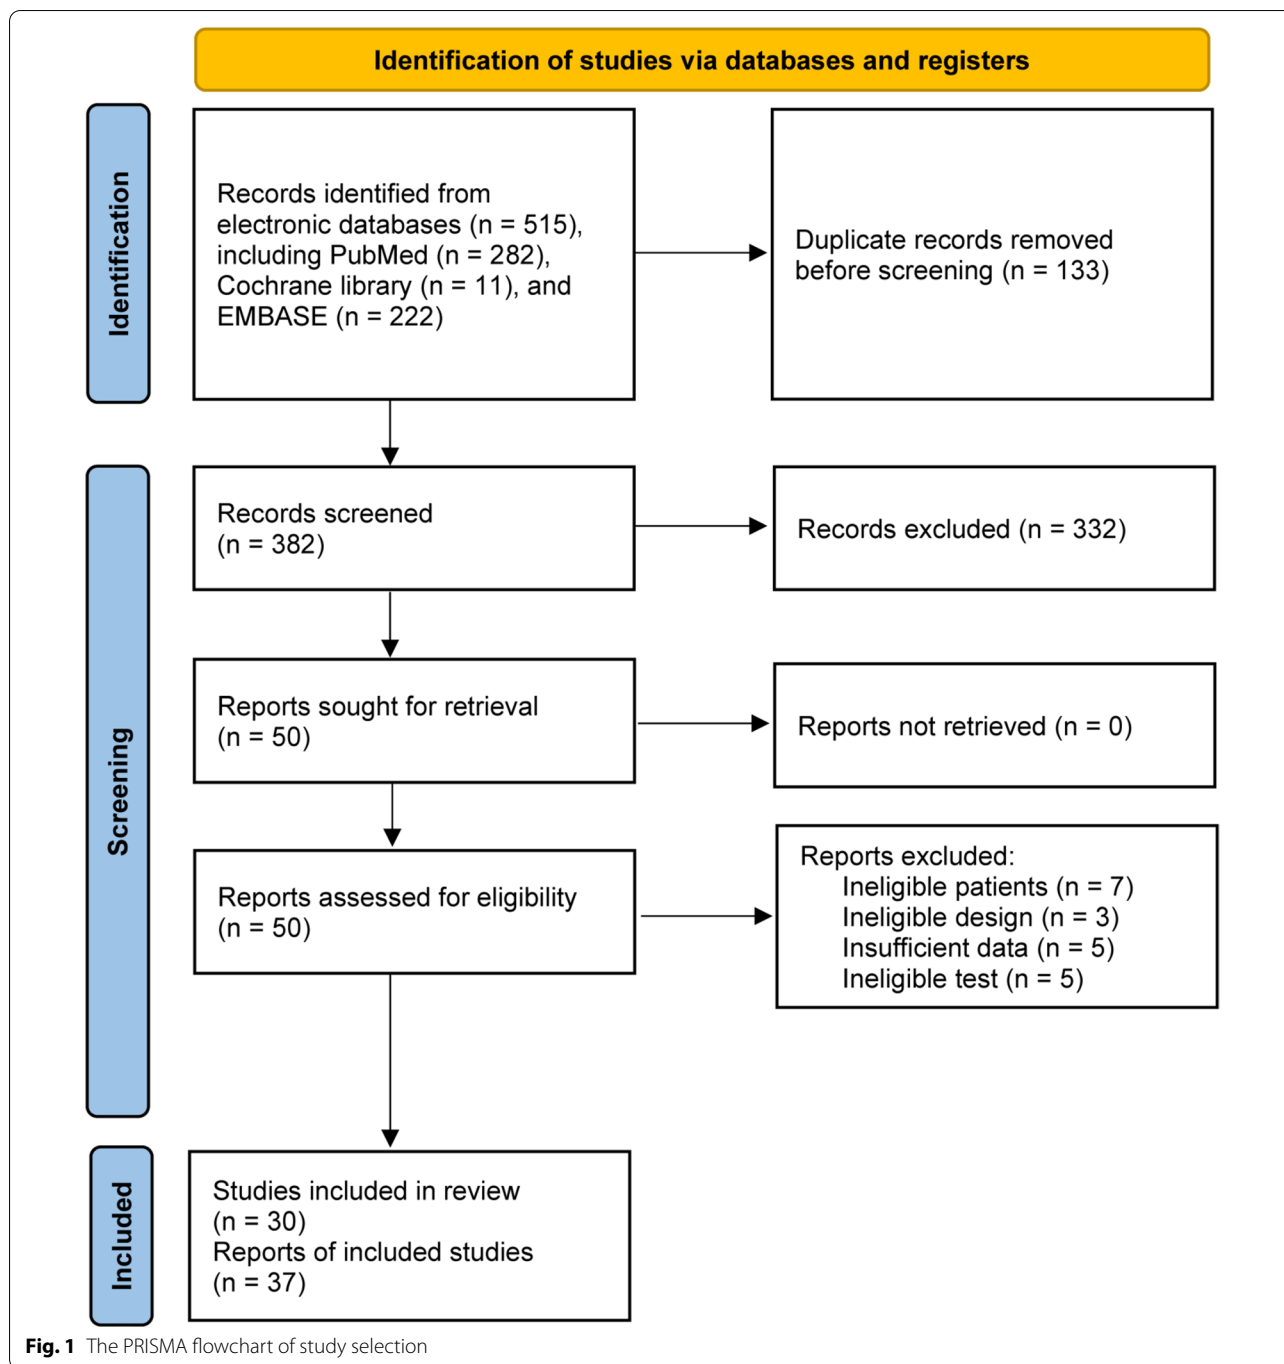 Identification of studies via databases and registers
Identification
Records identified from
electronic databases (n = 515),
including PubMed (n = 282),
Cochrane library (n = 11), and
EMBASE (n = 222)
Duplicate records removed
before screening (n = 133)
Screening
Records screened
(n = 382)
Records excluded (n = 332)
Reports sought for retrieval
(n = 50)
Reports not retrieved (n = 0)
Reports assessed for eligibility
(n = 50)
Reports excluded:
Ineligible patients (n = 7)
Ineligible design (n = 3)
Insufficient data (n = 5)
Ineligible test (n = 5)
Included
Studies included in review
(n = 30)
Reports of included studies
(n = 37)
Fig. 1 The PRISMA flowchart of study selection